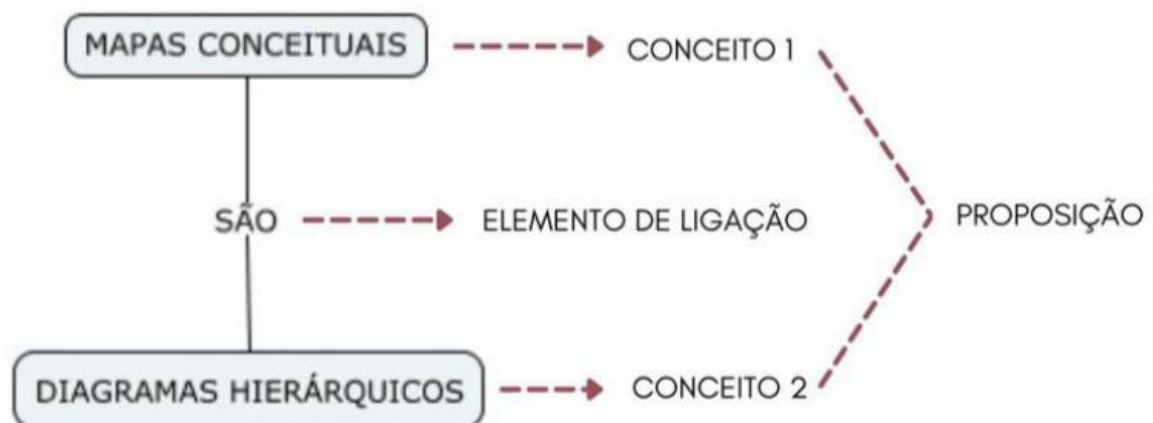 MAPAS CONCEITUAIS
CONCEITO 1
SÃO
ELEMENTO DE LIGAÇÃO
PROPOSIÇÃO
DIAGRAMAS HIERÁRQUICOS
CONCEITO 2